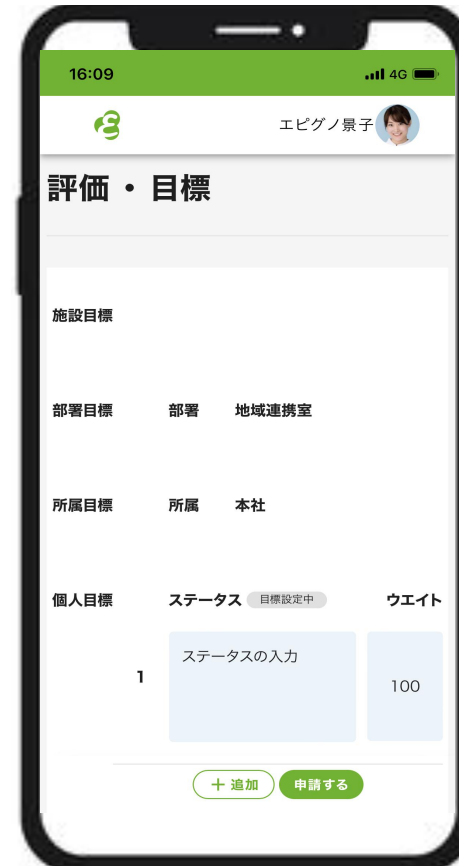 16:09 4G
エピグノ景子
評価・目標
施設目標
部署目標 部署 地域連携室
所属目標 所属 本社
個人目標 ステータス 目標設定中 ウエイト
1 ステータスの入力 100
＋ 追加 申請する